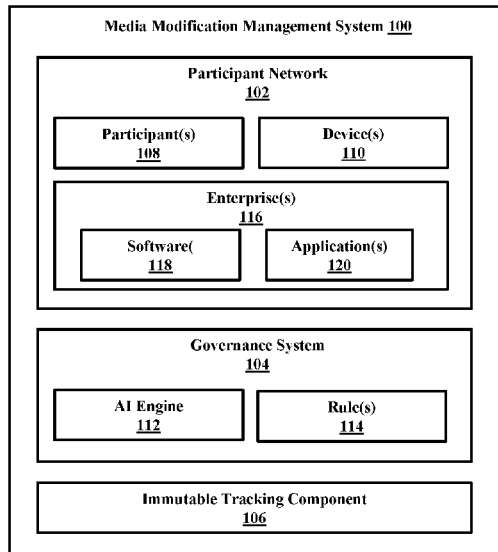 Media Modification Management System 100
Participant Network
102
Participant(s)
108
Device(s)
110
Enterprise(s)
116
Software(
118
Application(s)
120
Governance System
104
AI Engine
112
Rule(s)
114
Immutable Tracking Component
106